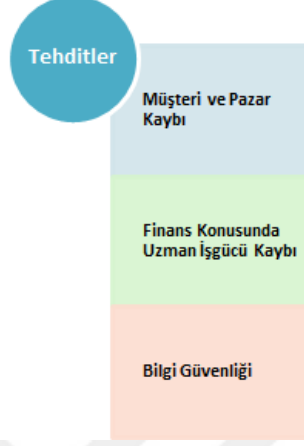 Tehditler
Müşteri ve Pazar
Kaybı
Finans Konusunda
Uzman İşgücü Kaybı
Bilgi Güvenliği